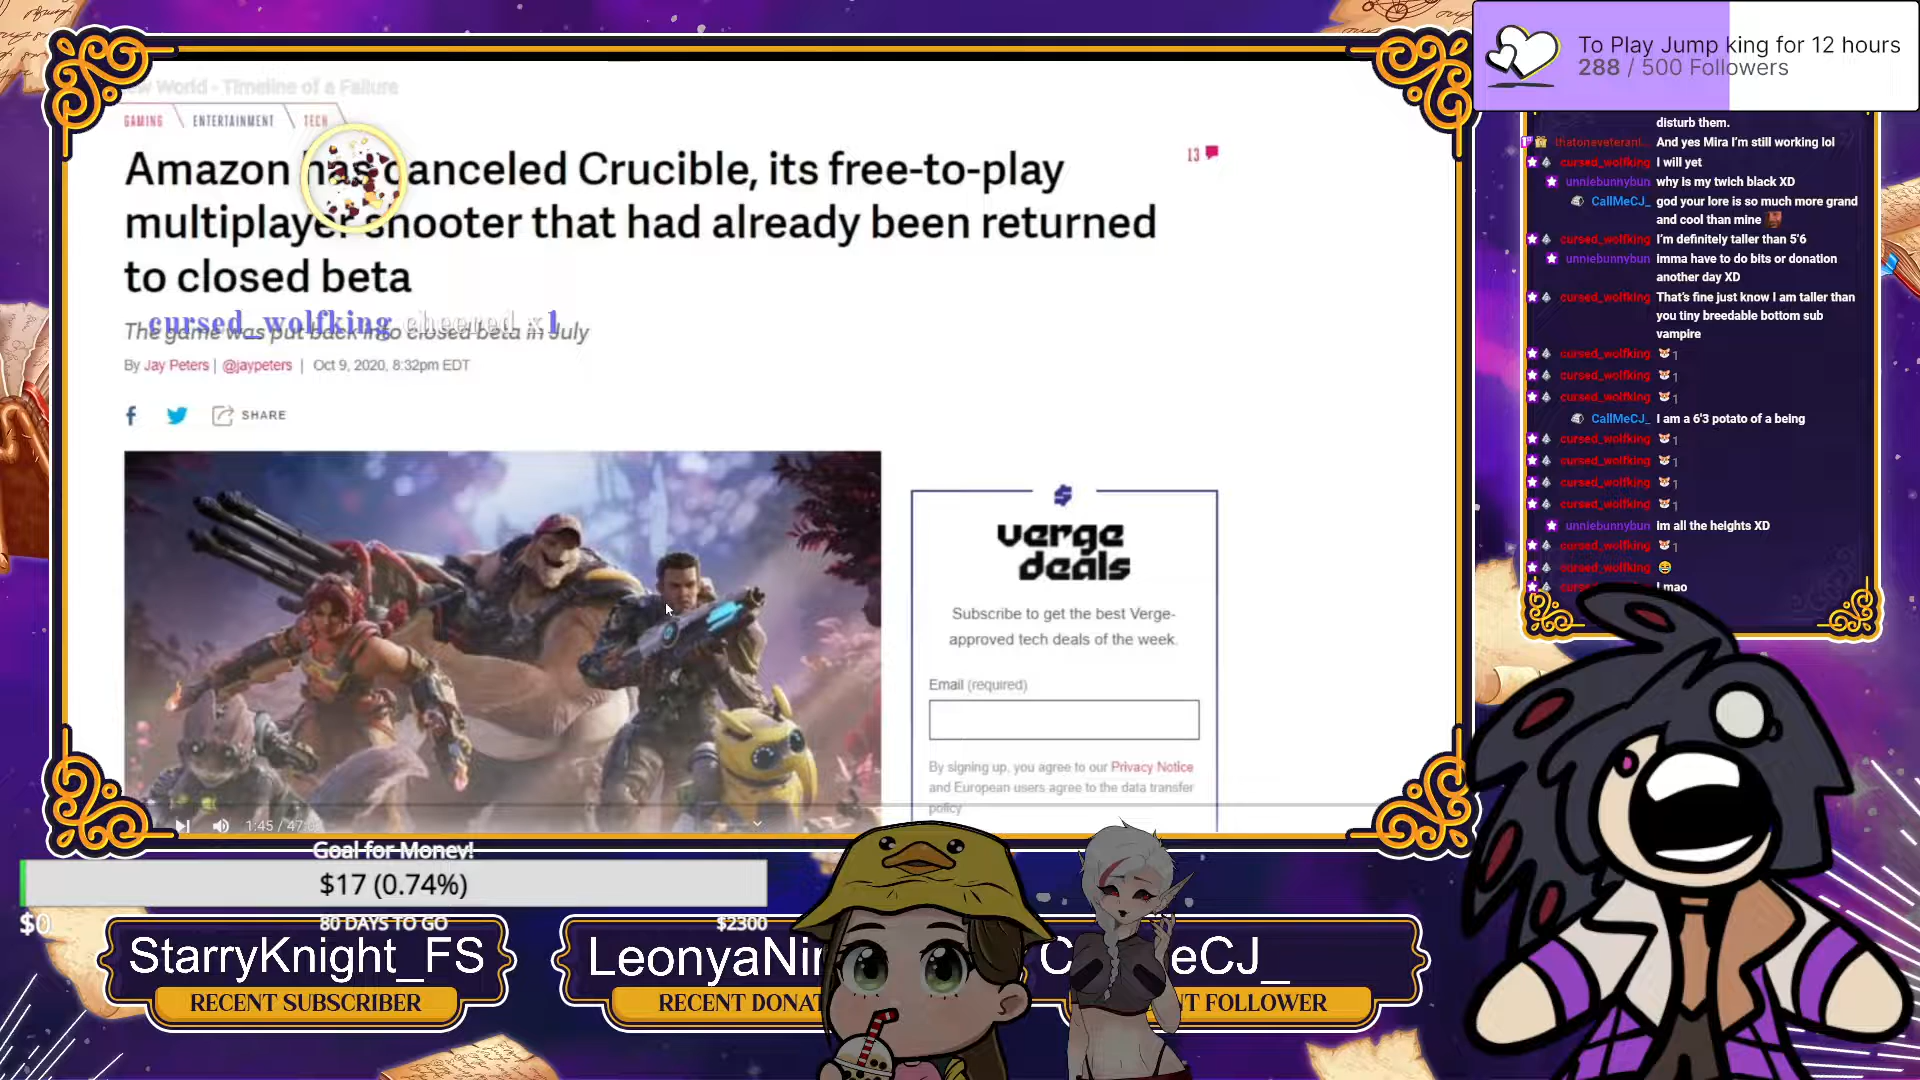 To Play Jump king for 12 hours
288 / 500 Followers
World - Timeline of a Failure
GAMING ENTERTAINMENT TECH
Amazon has canceled Crucible, its free-to-play
multiplayer shooter that had already been returned
to closed beta
13
cursed_wolfking cheered x1
The game was put back into closed beta in July
By Jay Peters | @jaypeters | Oct 9, 2020, 8:32pm EDT
SHARE
verge
deals
Subscribe to get the best Verge-
approved tech deals of the week.
Email (required)
By signing up, you agree to our Privacy Notice
and European users agree to the data transfer
policy
1:45 / 47:
disturb them.
And yes Mira I'm still working lol
cursed_wolfking I will yet
unniebunnybun why is my twich black XD
CallMeCJ_ god your lore is so much more grand
and cool than mine
cursed_wolfking I'm definitely taller than 5'6
unniebunnybun imma have to do bits or donation
another day XD
cursed_wolfking That's fine just know I am taller than
you tiny breedable bottom sub
vampire
cursed_wolfking 1
cursed_wolfking 1
cursed_wolfking 1
CallMeCJ_ I am a 6'3 potato of a being
cursed_wolfking 1
cursed_wolfking 1
cursed_wolfking 1
cursed_wolfking 1
unniebunnybun im all the heights XD
cursed_wolfking 1
cursed_wolfking
Lmao
Goal for Money!
$17 (0.74%)
$0 80 DAYS TO GO $2300
StarryKnight_FS
RECENT SUBSCRIBER
LeonyaNi
RECENT DONAT
C eCJ_
T FOLLOWER